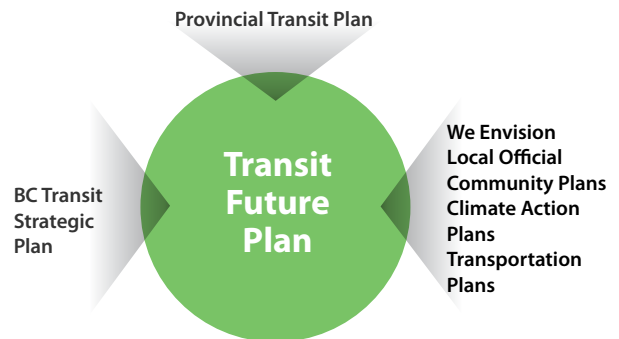 Provincial Transit Plan
Transit
Future
Plan
BC Transit
Strategic
Plan
We Envision
Local Official
Community Plans
Climate Action
Plans
Transportation
Plans